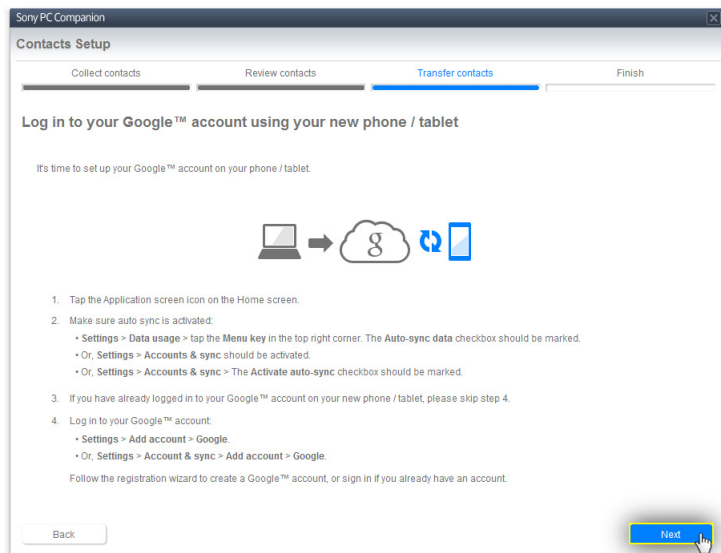 Sony PC Companion
Contacts Setup
Collect contacts Review contacts Transfer contacts Finish
Log in to your Google™ account using your new phone / tablet
It's time to set up your Google™ account on your phone / tablet.
g
1. Tap the Application screen icon on the Home screen.
2. Make sure auto sync is activated:
• Settings > Data usage > tap the Menu key in the top right corner. The Auto-sync data checkbox should be marked.
• Or, Settings > Accounts & sync should be activated.
• Or, Settings > Accounts & sync > The Activate auto-sync checkbox should be marked.
3. If you have already logged in to your Google™ account on your new phone / tablet, please skip step 4.
4. Log in to your Google™ account:
• Settings > Add account > Google.
• Or, Settings > Account & sync > Add account > Google.
Follow the registration wizard to create a Google™ account, or sign in if you already have an account.
Back Next